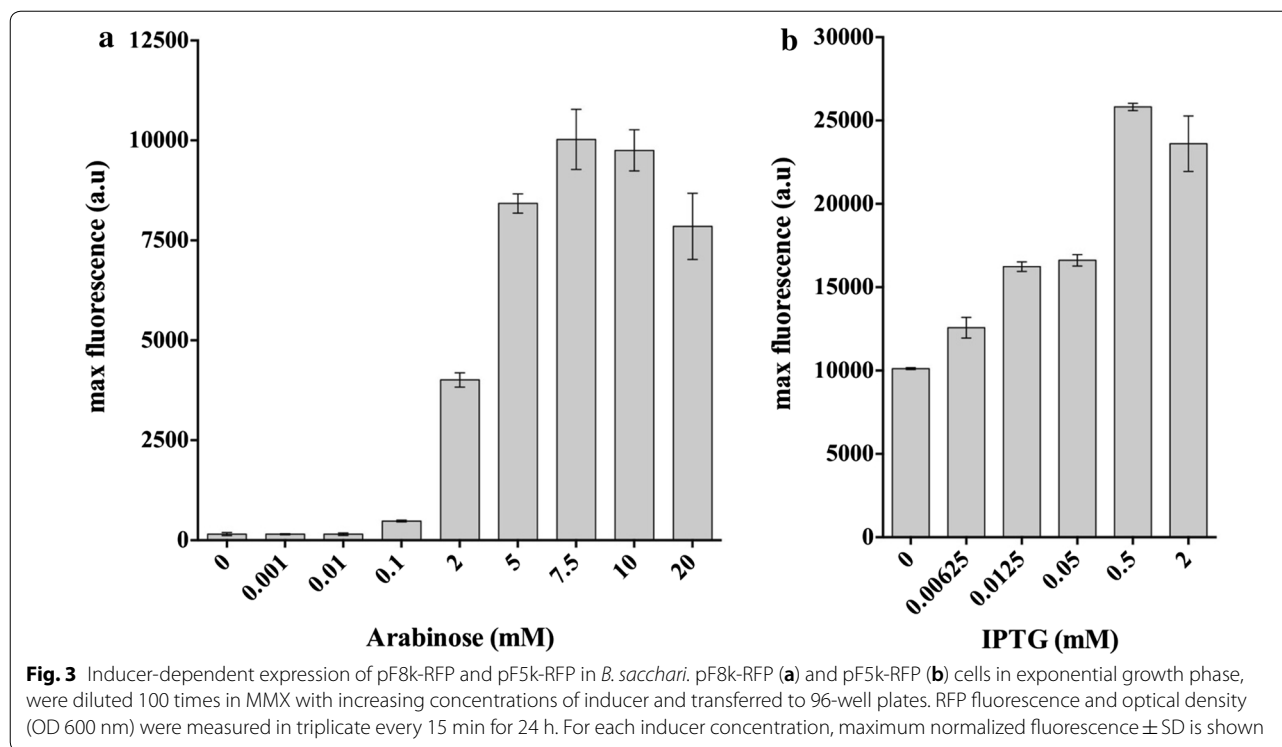 a
12500
10000
7500
5000
2500
0
max fluorescence (a.u)
0 0.001 0.01 0.1 2 5 7.5 10 20
Arabinose (mM)
b
30000
25000
20000
15000
10000
5000
0
max fluorescence (a.u)
0 0.00625 0.0125 0.05 0.5 2
IPTG (mM)
Fig. 3 Inducer-dependent expression of pF8k-RFP and pF5k-RFP in B. sacchari. pF8k-RFP (a) and pF5k-RFP (b) cells in exponential growth phase,
were diluted 100 times in MMX with increasing concentrations of inducer and transferred to 96-well plates. RFP fluorescence and optical density
(OD 600 nm) were measured in triplicate every 15 min for 24 h. For each inducer concentration, maximum normalized fluorescence ± SD is shown